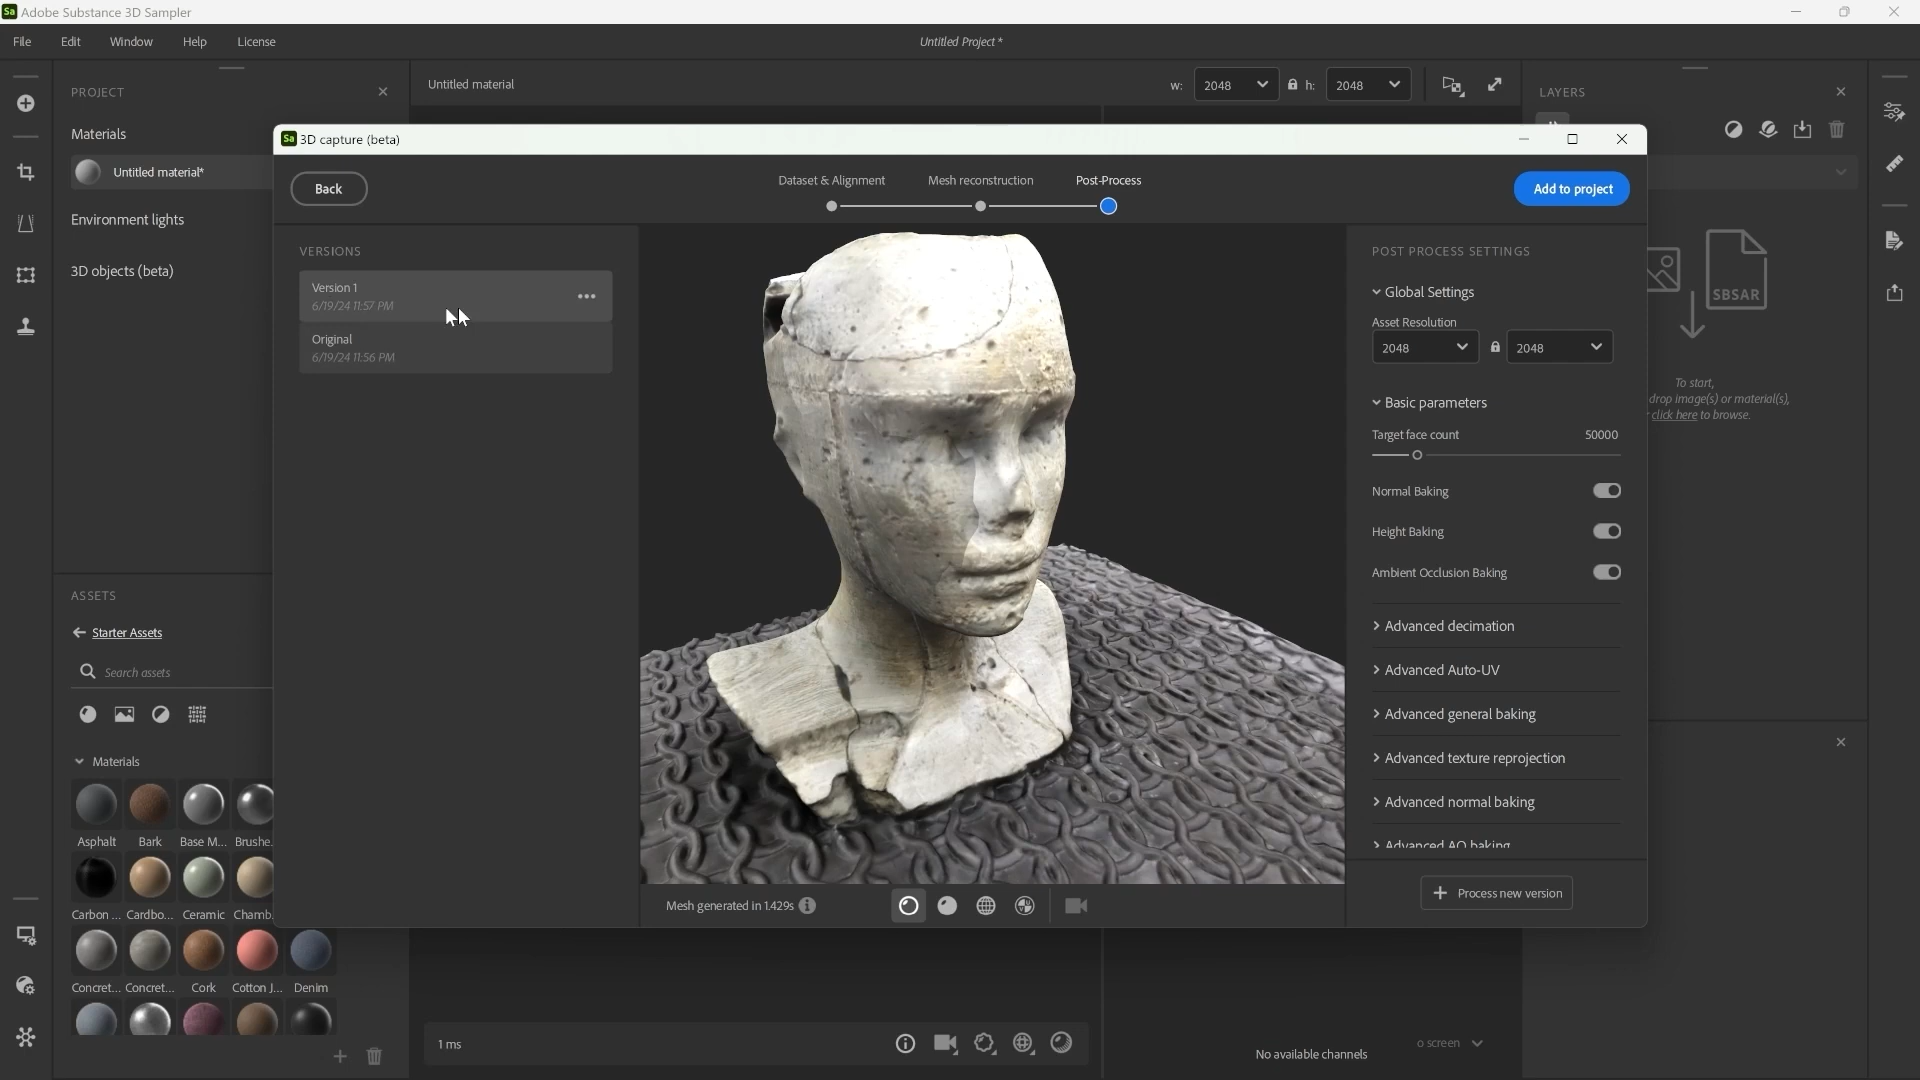 Sa Adobe Substance 3D Sampler
File Edit Window Help License
Untitled Project *
PROJECT
Materials
Untitled material*
Environment lights
3D objects (beta)
Untitled material
w: 2048 h: 2048
LAYERS
SBSAR
To start,
drop image(s) or material(s),
click here to browse.
Sa 3D capture (beta)
Back
Dataset & Alignment Mesh reconstruction Post-Process
Add to project
VERSIONS
Version 1
6/19/24 11:57 PM
Original
6/19/24 11:56 PM
POST PROCESS SETTINGS
Global Settings
Asset Resolution
2048 2048
Basic parameters
Target face count 50000
Normal Baking
Height Baking
Ambient Occlusion Baking
Advanced decimation
Advanced Auto-UV
Advanced general baking
Advanced texture reprojection
Advanced normal baking
Advanced AO baking
Process new version
Mesh generated in 1.429s
ASSETS
Starter Assets
Search assets
Materials
Asphalt Bark Base M... Brushe.
Carbon ... Cardbo... Ceramic Chamb.
Concret... Concret... Cork Cotton J... Denim
1 ms
No available channels
o screen